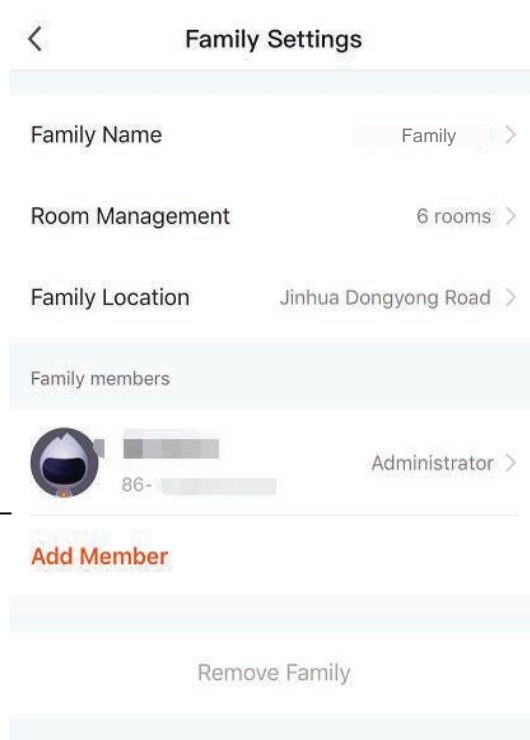 Family Settings
Family Name Family
Room Management 6 rooms
Family Location Jinhua Dongyong Road
Family members
Administrator
86-
Add Member
Remove Family